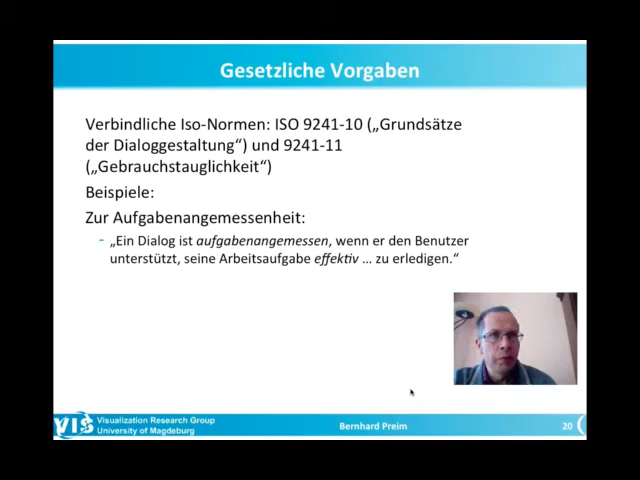 Gesetzliche Vorgaben
Verbindliche Iso-Normen: ISO 9241-10 („Grundsätze
der Dialoggestaltung“) und 9241-11
(„Gebrauchstauglichkeit“)
Beispiele:
Zur Aufgabenangemessenheit:
- „Ein Dialog ist aufgabenangemessen, wenn er den Benutzer
unterstützt, seine Arbeitsaufgabe effektiv … zu erledigen.“
VIS
Visualization Research Group
University of Magdeburg
Bernhard Preim
20